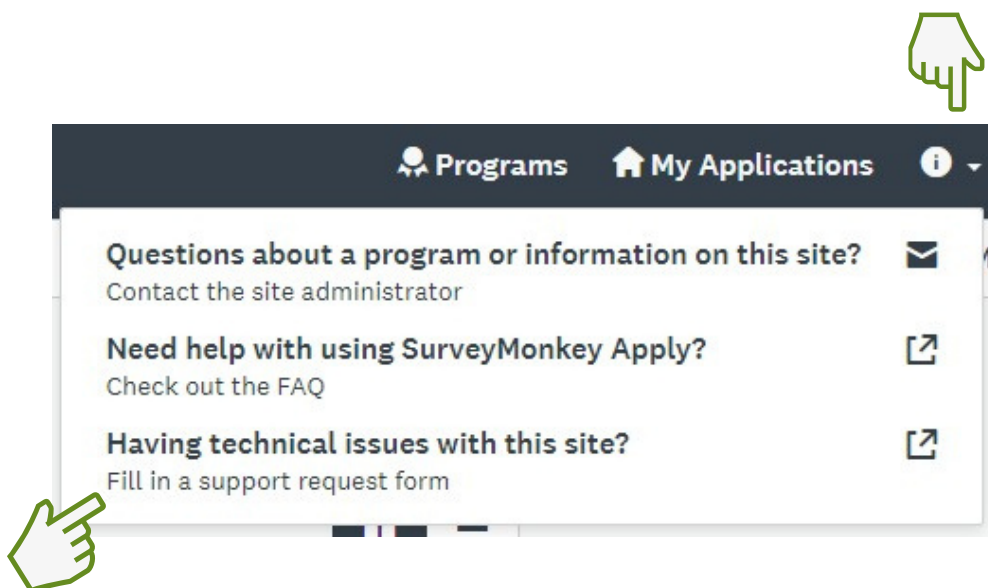 Programs My Applications
Questions about a program or information on this site?
Contact the site administrator
Need help with using SurveyMonkey Apply?
Check out the FAQ
Having technical issues with this site?
Fill in a support request form